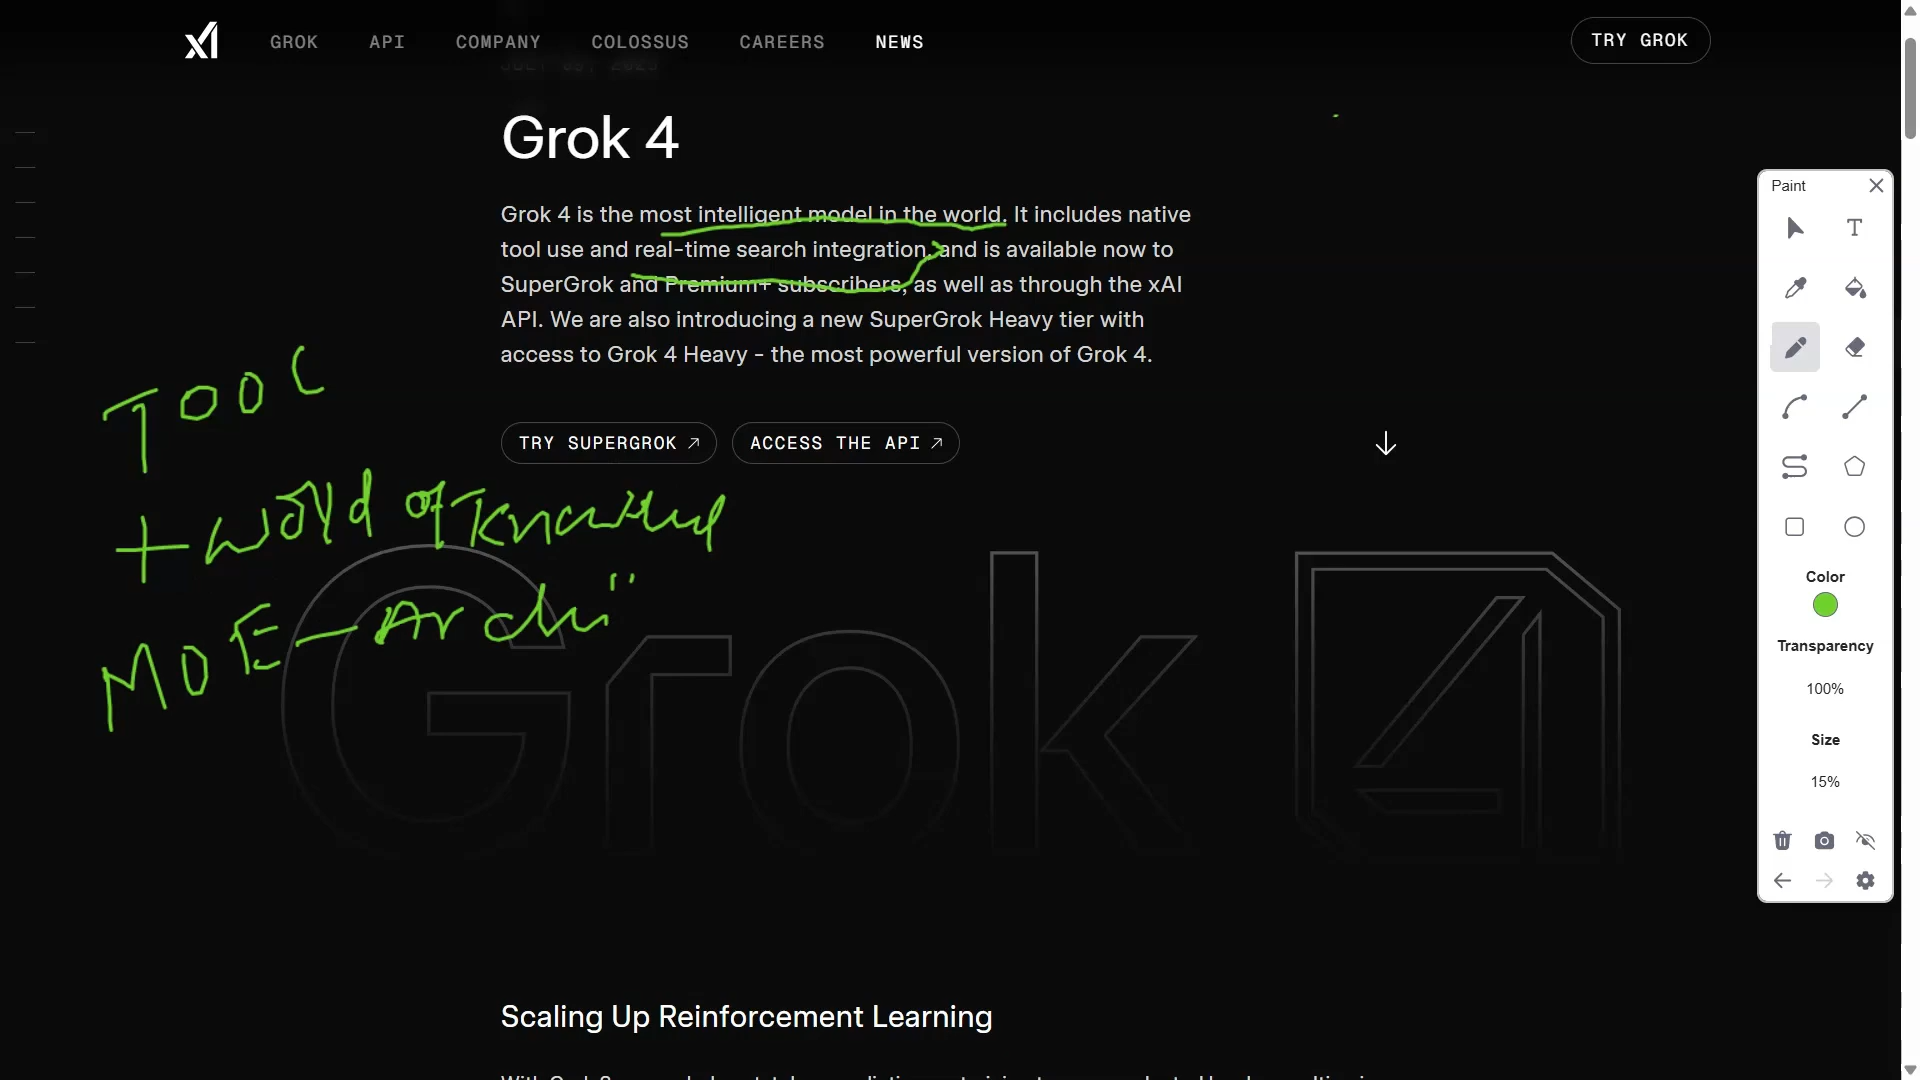 GROK API COMPANY COLOSSUS CAREERS NEWS TRY GROK
Grok 4
Grok 4 is the most intelligent model in the world. It includes native
tool use and real-time search integration, and is available now to
SuperGrok and Premium+ subscribers, as well as through the xAI
API. We are also introducing a new SuperGrok Heavy tier with
access to Grok 4 Heavy - the most powerful version of Grok 4.
TRY SUPERGROK ACCESS THE API
TOOL
+ World of
MOE - Archi"
Grok 4
Scaling Up Reinforcement Learning
Paint
Color
Transparency
100%
Size
15%